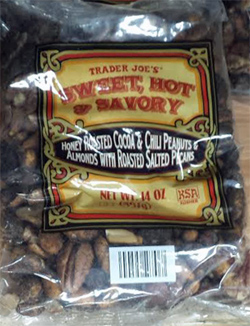 TRADER JOE'S'
SWEET, HOT
& SAVORY
HONEY ROASTED COCOA & CHILI PEANUTS &
ALMONDS WITH ROASTED SALTED PECANS
NET WT. 14 OZ
KSA